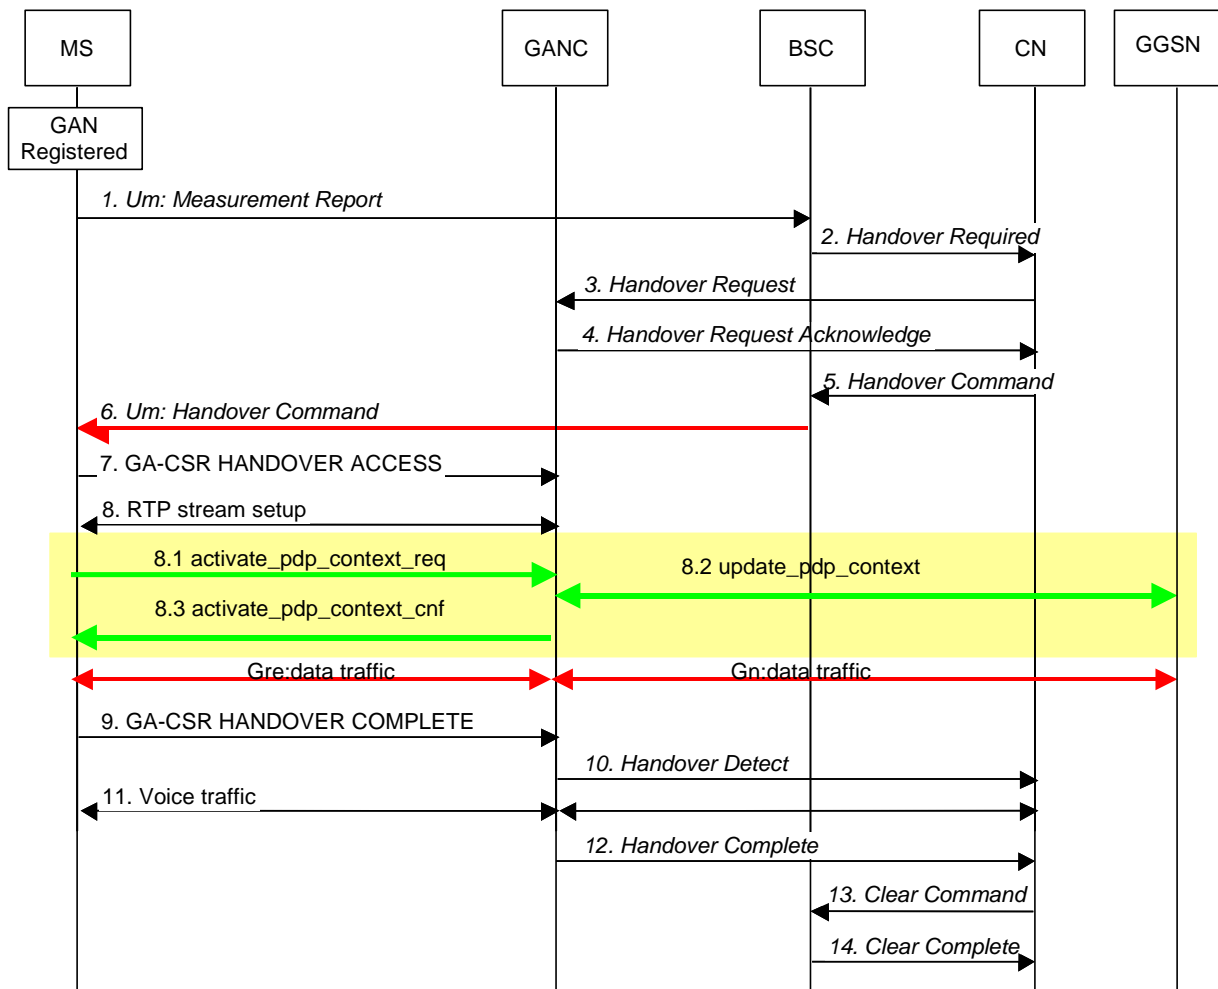 MS
GANC
BSC
CN
GGSN
GAN
Registered
1. Um: Measurement Report
2. Handover Required
3. Handover Request
4. Handover Request Acknowledge
5. Handover Command
6. Um: Handover Command
7. GA-CSR HANDOVER ACCESS
8. RTP stream setup
8.1 activate_pdp_context_req
8.2 update_pdp_context
8.3 activate_pdp_context_cnf
Gre:data traffic
Gn:data traffic
9. GA-CSR HANDOVER COMPLETE
10. Handover Detect
11. Voice traffic
12. Handover Complete
13. Clear Command
14. Clear Complete